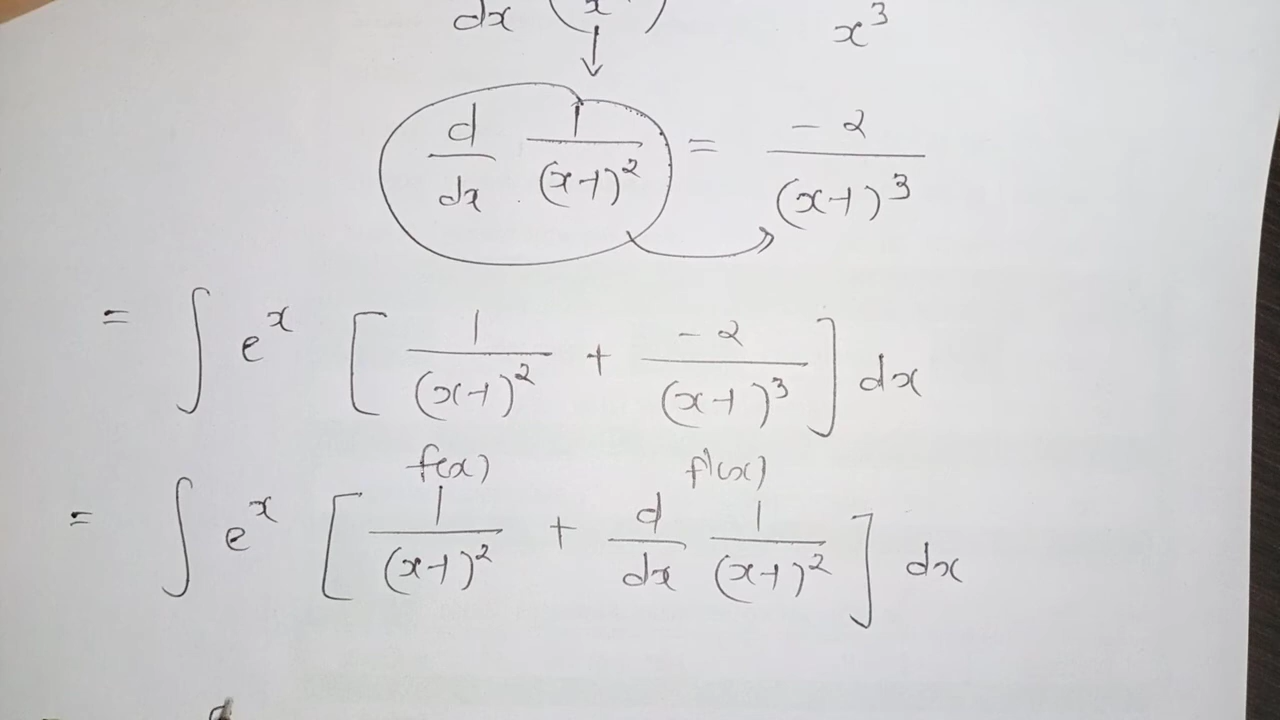 dx ( x )  x³
d/dx 1/(x-1)² = -2/(x-1)³
= ∫ eˣ [ 1/(x-1)² + -2/(x-1)³ ] dx
f(x) f'(x)
= ∫ eˣ [ 1/(x-1)² + d/dx 1/(x-1)² ] dx